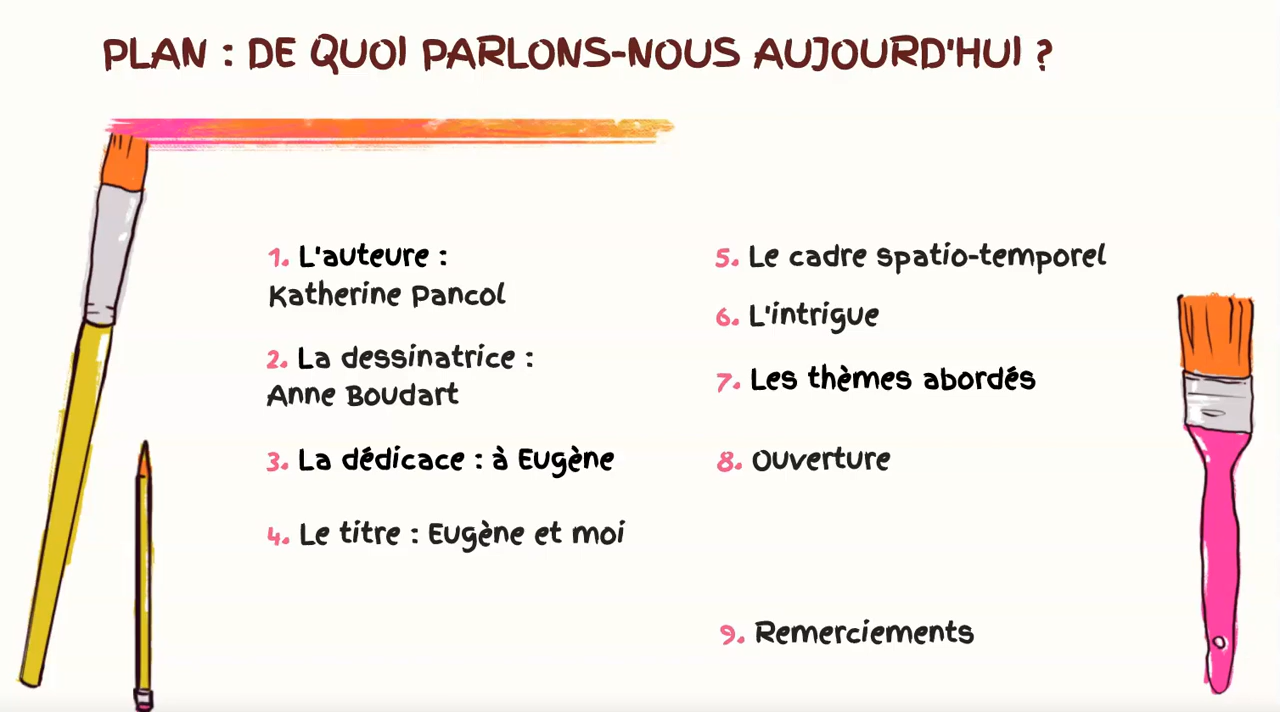 PLAN : DE QUOI PARLONS-NOUS AUJOURD'HUI ?
1. L'auteure :
Katherine Pancol
2. La dessinatrice :
Anne Boudart
3. La dédicace : à Eugène
4. Le titre : Eugène et moi
5. Le cadre spatio-temporel
6. L'intrigue
7. Les thèmes abordés
8. Ouverture
9. Remerciements